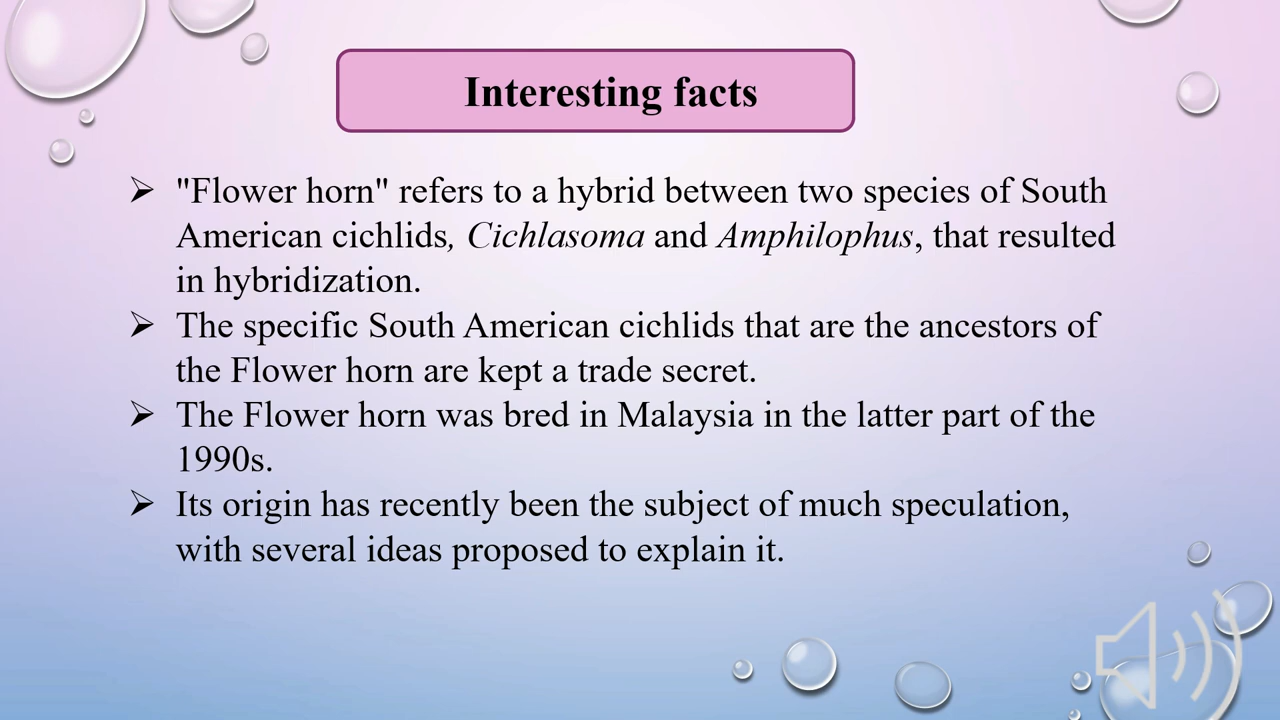 Interesting facts
➢ "Flower horn" refers to a hybrid between two species of South
American cichlids, Cichlasoma and Amphilophus, that resulted
in hybridization.
➢ The specific South American cichlids that are the ancestors of
the Flower horn are kept a trade secret.
➢ The Flower horn was bred in Malaysia in the latter part of the
1990s.
➢ Its origin has recently been the subject of much speculation,
with several ideas proposed to explain it.